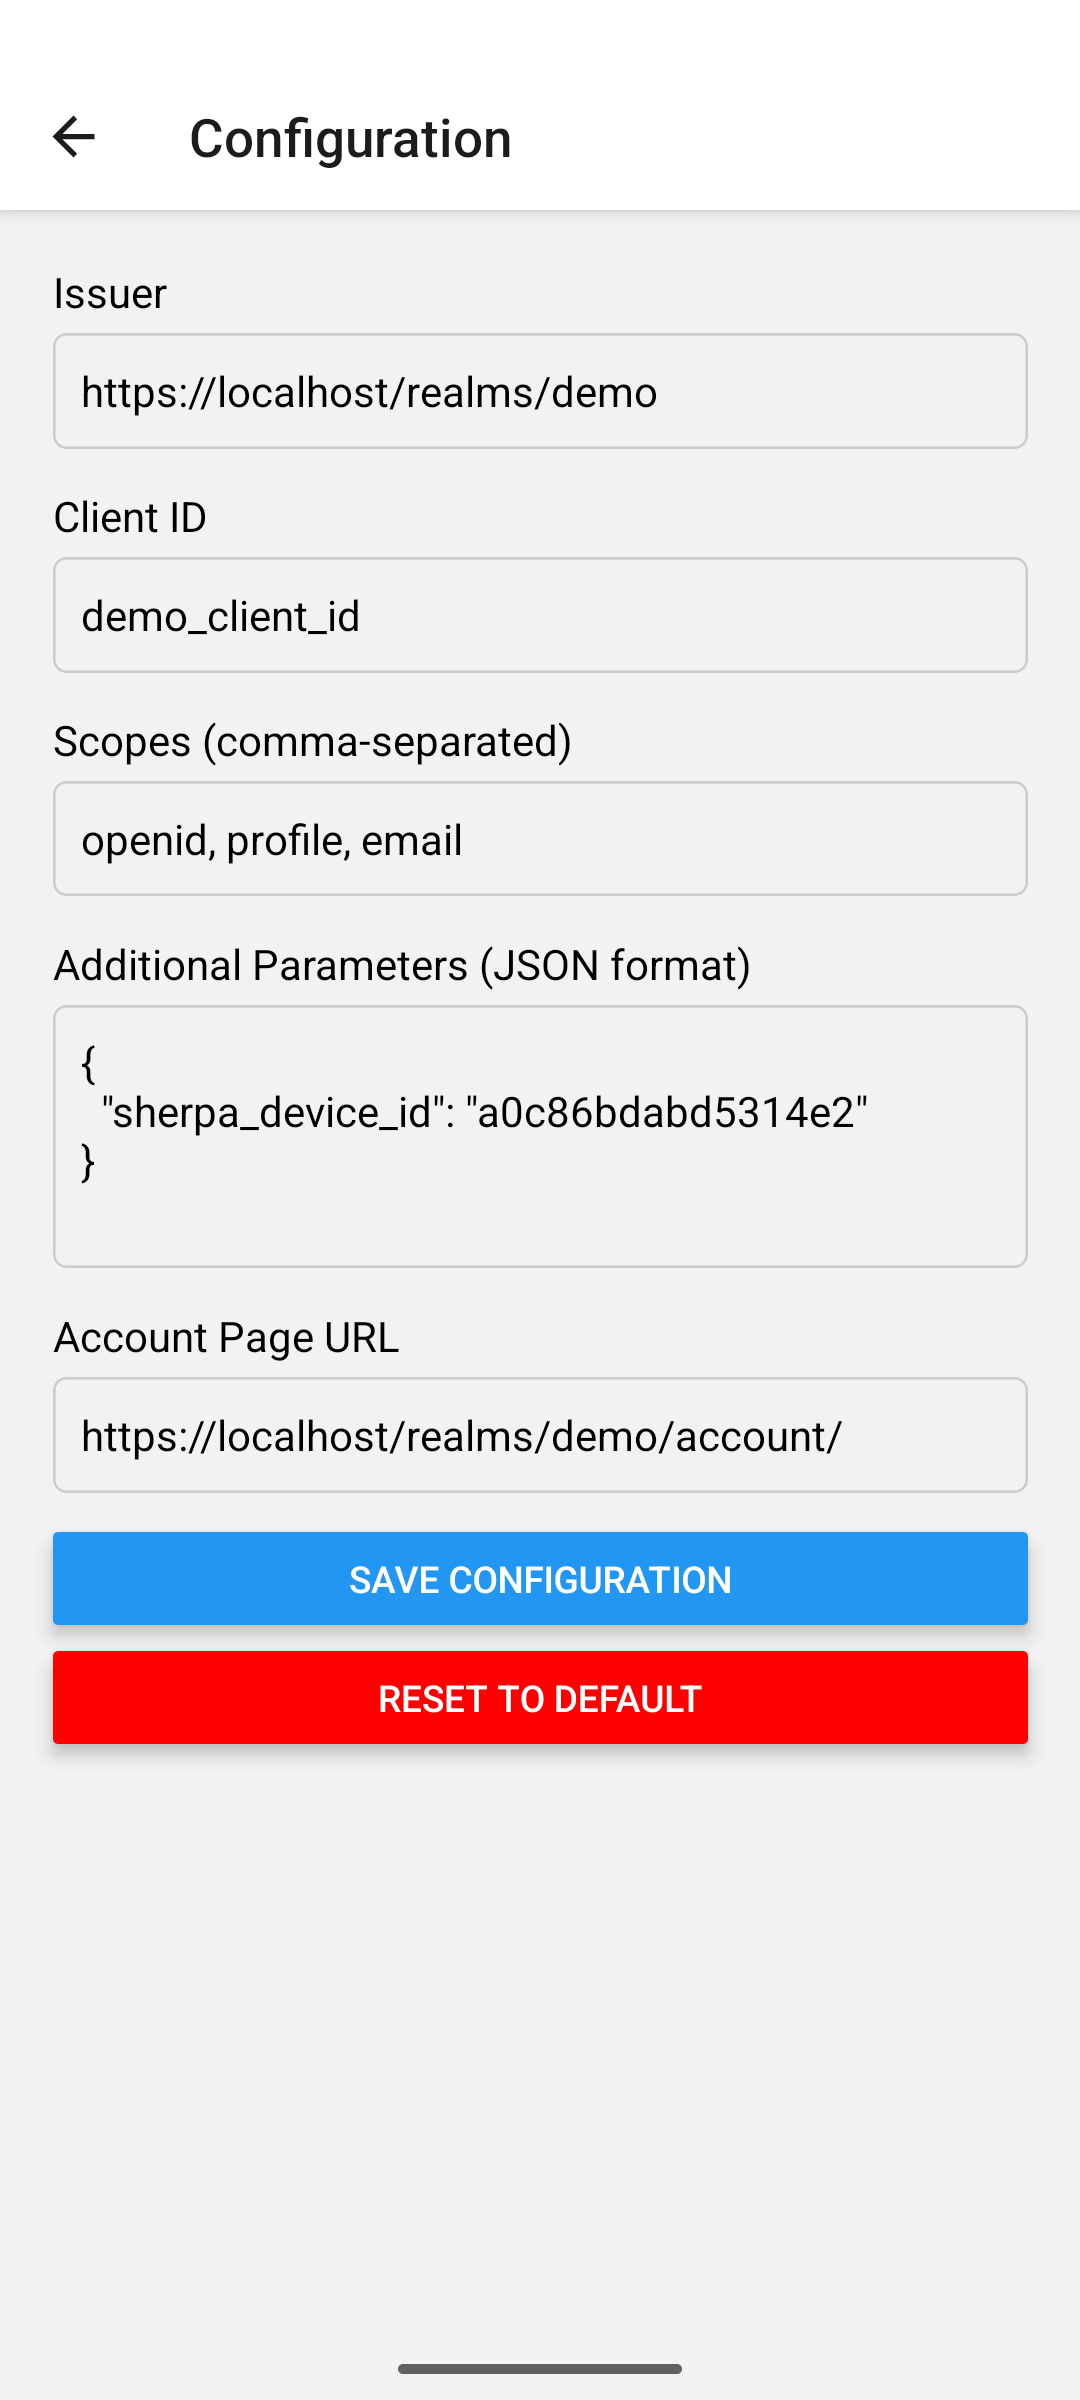 Configuration
Issuer
https://localhost/realms/demo
Client ID
demo_client_id
Scopes (comma-separated)
openid, profile, email
Additional Parameters (JSON format)
{
  "sherpa_device_id": "a0c86bdabd5314e2"
}
Account Page URL
https://localhost/realms/demo/account/
SAVE CONFIGURATION
RESET TO DEFAULT